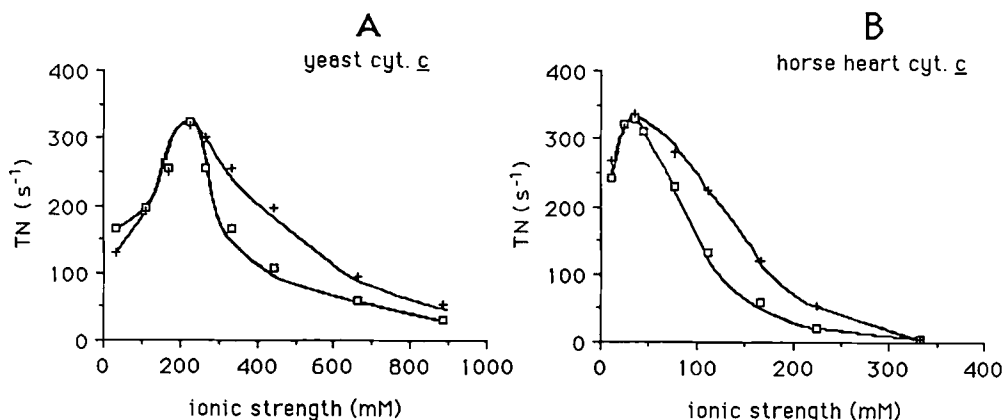 A
yeast cyt. c
TN (s⁻¹)
400
300
200
100
0
0 200 400 600 800 1000
ionic strength (mM)
B
horse heart cyt. c
TN (s⁻¹)
400
300
200
100
0
0 100 200 300 400
ionic strength (mM)